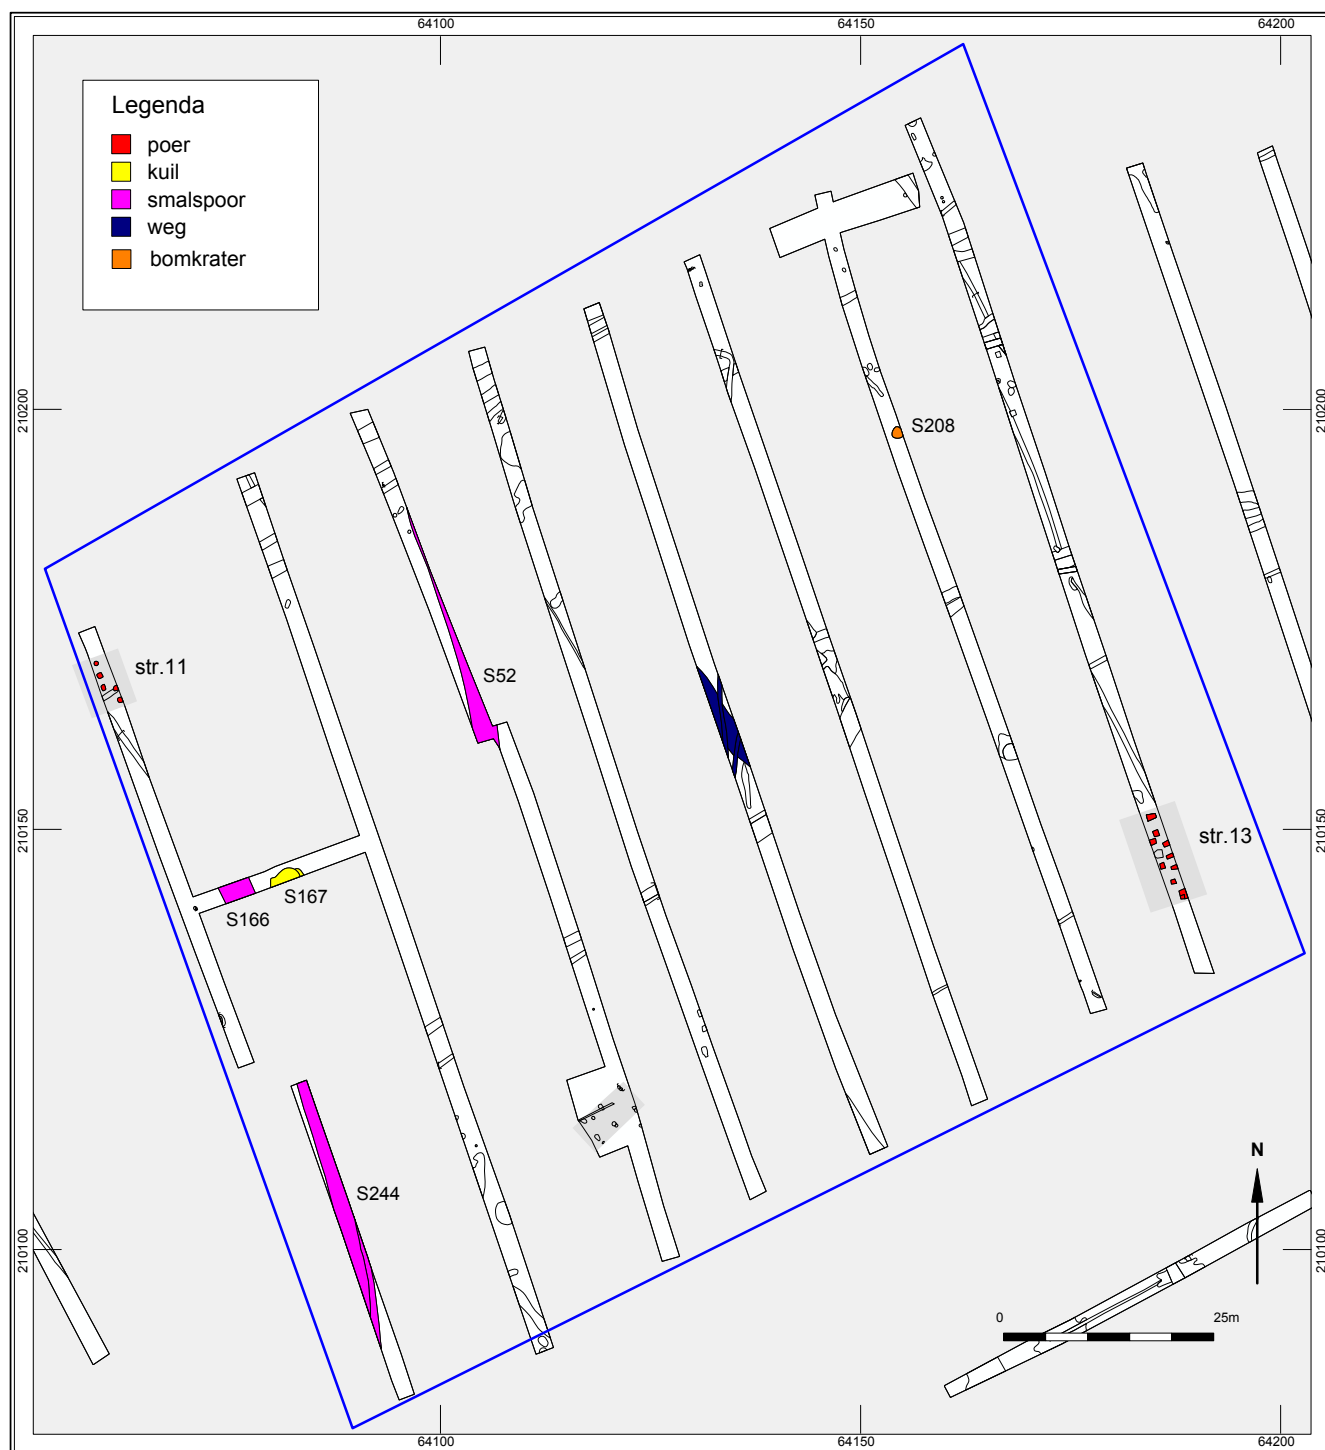 64100
64150
64200
Legenda
poer
kuil
smalspoor
weg
bomkrater
210200
210200
S208
str.11
S52
210150
210150
str.13
S166
S167
S244
N
210100
210100
0
25m
64100
64150
64200